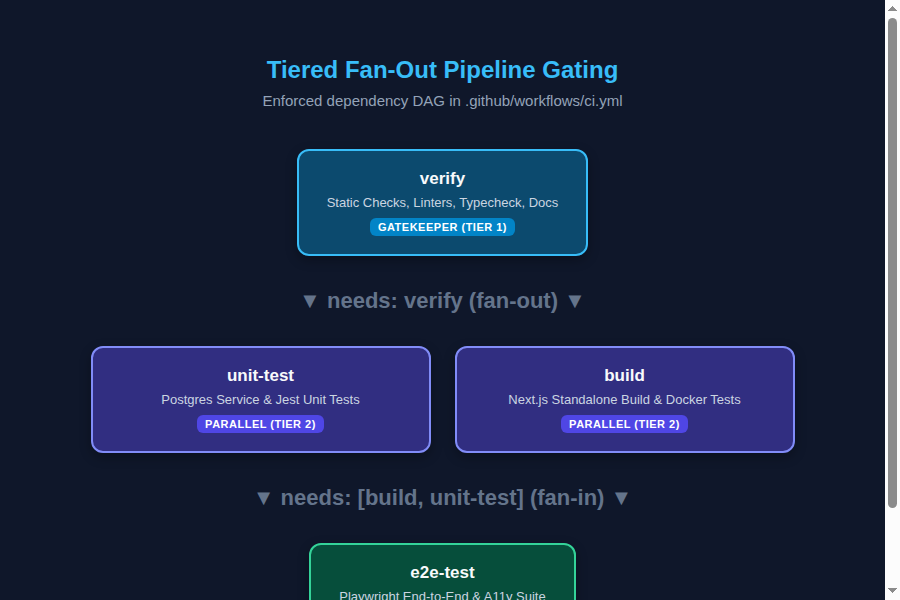 Tiered Fan-Out Pipeline Gating
Enforced dependency DAG in .github/workflows/ci.yml
verify
Static Checks, Linters, Typecheck, Docs
GATEKEEPER (TIER 1)
▼ needs: verify (fan-out) ▼
unit-test
Postgres Service & Jest Unit Tests
PARALLEL (TIER 2)
build
Next.js Standalone Build & Docker Tests
PARALLEL (TIER 2)
▼ needs: [build, unit-test] (fan-in) ▼
e2e-test
Playwright End-to-End & A11y Suite